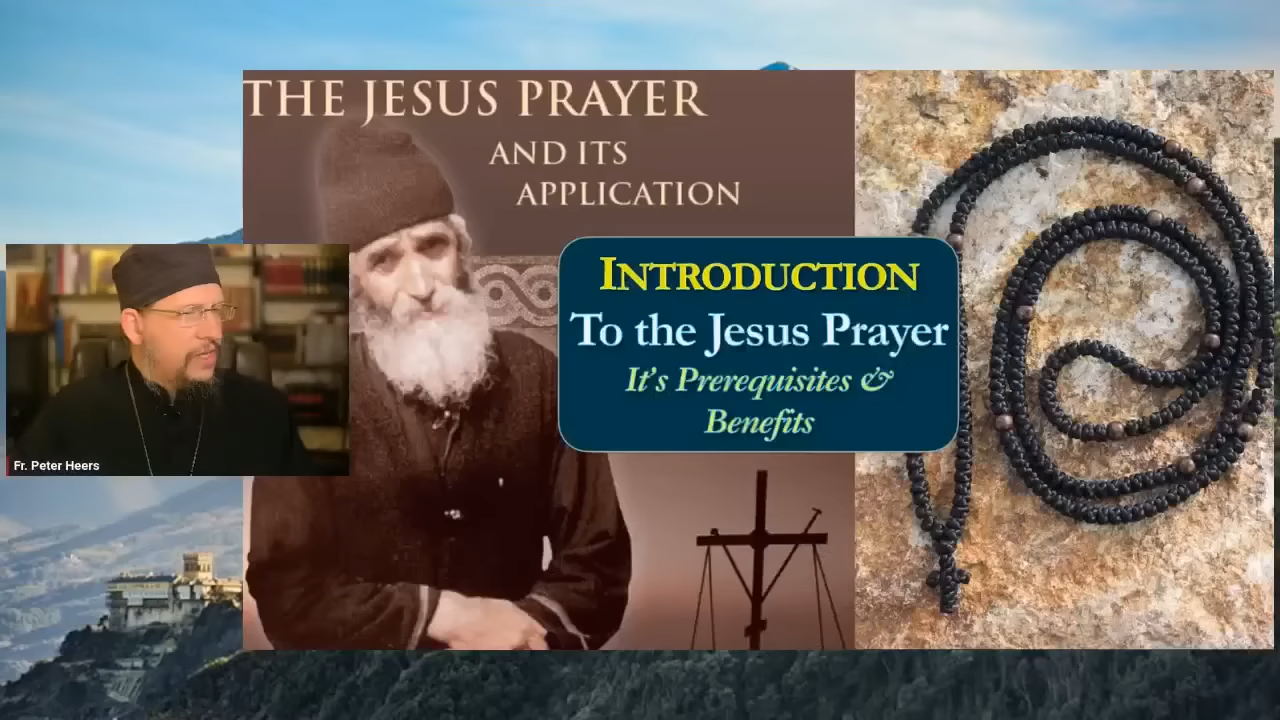 THE JESUS PRAYER
AND ITS
APPLICATION
INTRODUCTION
TO THE JESUS PRAYER
It's Prerequisites &
Benefits
Fr. Peter Heers